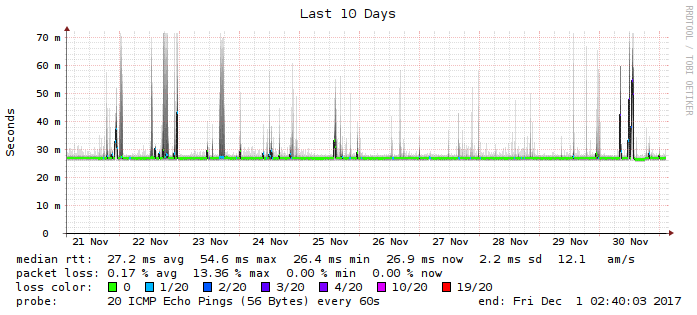 Last 10 Days
RRDTOOL / TOBI OETIKER
Seconds
70 m
60 m
50 m
40 m
30 m
20 m
10 m
0
21 Nov 22 Nov 23 Nov 24 Nov 25 Nov 26 Nov 27 Nov 28 Nov 29 Nov 30 Nov
median rtt: 27.2 ms avg 54.6 ms max 26.4 ms min 26.9 ms now 2.2 ms sd 12.1 am/s
packet loss: 0.17 % avg 13.36 % max 0.00 % min 0.00 % now
loss color: 0 1/20 2/20 3/20 4/20 10/20 19/20
probe: 20 ICMP Echo Pings (56 Bytes) every 60s end: Fri Dec 1 02:40:03 2017